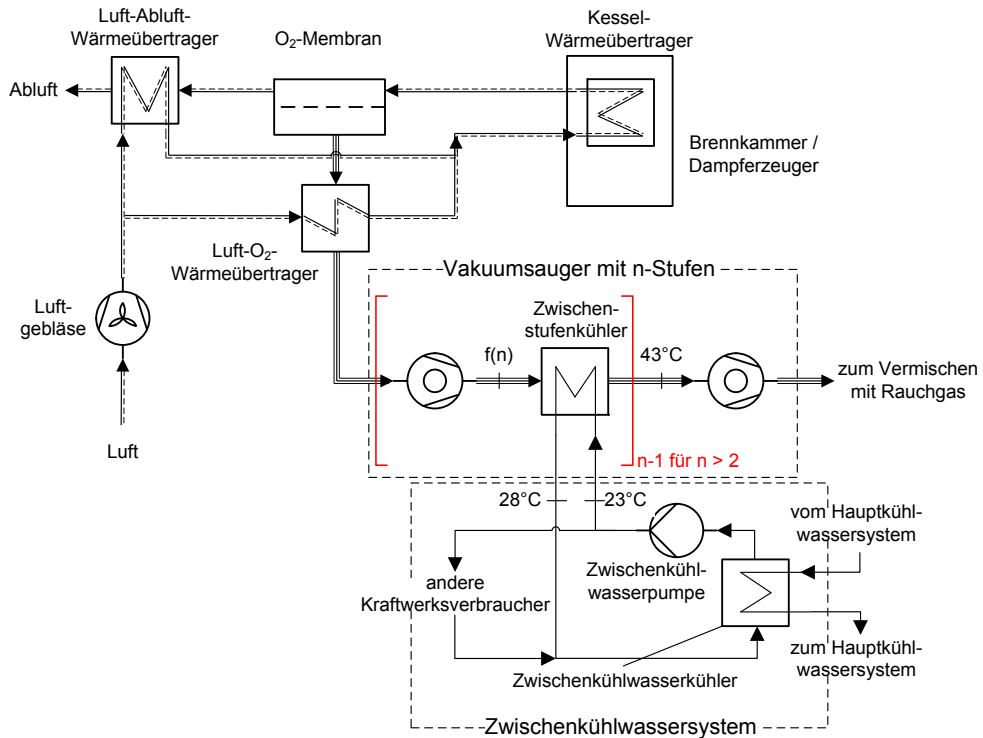 Luft-Abluft-
Wärmeübertrager
O₂-Membran
Kessel-
Wärmeübertrager
Abluft
Brennkammer /
Dampferzeuger
Luft-O₂-
Wärmeübertrager
Luft-
gebläse
Luft
Vakuumsauger mit n-Stufen
Zwischen-
stufenkühler
f(n)
43°C
zum Vermischen
mit Rauchgas
n-1 für n > 2
28°C
23°C
vom Hauptkühl-
wassersystem
andere
Kraftwerksverbraucher
Zwischenkühl-
wasserpumpe
zum Hauptkühl-
wassersystem
Zwischenkühlwasserkühler
Zwischenkühlwassersystem